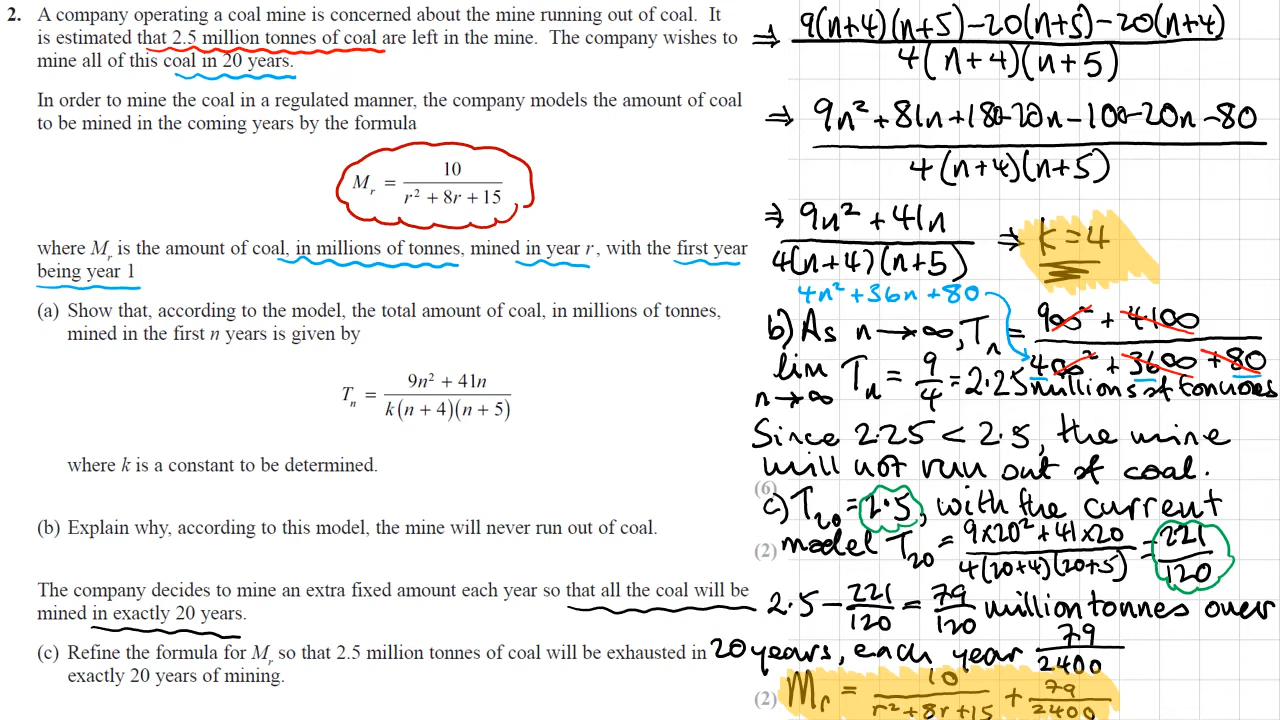 2. A company operating a coal mine is concerned about the mine running out of coal. It
is estimated that 2.5 million tonnes of coal are left in the mine. The company wishes to
mine all of this coal in 20 years.
In order to mine the coal in a regulated manner, the company models the amount of coal
to be mined in the coming years by the formula
M_r = 10 / (r² + 8r + 15)
where M_r is the amount of coal, in millions of tonnes, mined in year r, with the first year
being year 1
(a) Show that, according to the model, the total amount of coal, in millions of tonnes,
mined in the first n years is given by
T_n = (9n² + 41n) / (k(n + 4)(n + 5))
where k is a constant to be determined.
(6)
(b) Explain why, according to this model, the mine will never run out of coal.
(2)
The company decides to mine an extra fixed amount each year so that all the coal will be
mined in exactly 20 years.
(c) Refine the formula for M_r so that 2.5 million tonnes of coal will be exhausted in
exactly 20 years of mining.
(2)
⇒ (9(n+4)(n+5) − 20(n+5) − 20(n+4)) / (4(n+4)(n+5))
⇒ (9n² + 81n + 180 − 20n − 100 − 20n − 80) / (4(n+4)(n+5))
⇒ (9n² + 41n) / (4(n+4)(n+5)) ⇒ k = 4
4n² + 36n + 80
b) As n → ∞, T_n = (9∞² + 41∞) / (4∞² + 36∞ + 80)
lim n→∞ T_n = 9/4 = 2.25 millions of tonnes
Since 2.25 < 2.5, the mine
will not run out of coal.
c) T_20 = 2.5, with the current
model T_20 = (9×20² + 41×20) / (4(20+4)(20+5)) = 221/120
2.5 − 221/120 = 79/120 million tonnes over
20 years, each year 79/2400
M_r = 10 / (r² + 8r + 15) + 79/2400